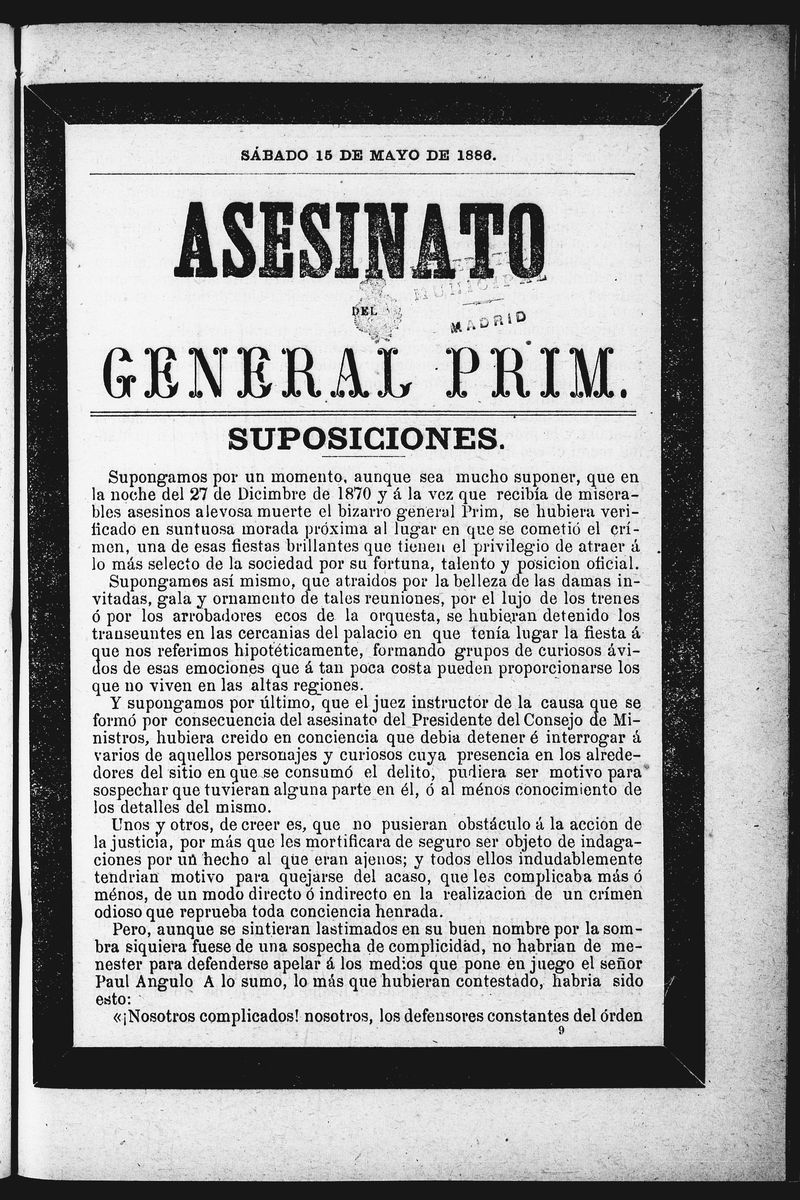 SÁBADO 15 DE MAYO DE 1886.
ASESINATO
MUNICIPAL
DEL
MADRID
GENERAL PRIM.
SUPOSICIONES.
Supongamos por un momento, aunque sea mucho suponer, que en
la noche del 27 de Dicimbre de 1870 y á la vez que recibía de misera-
bles asesinos alevosa muerte el bizarro general Prim, se hubiera veri-
ficado en suntuosa morada próxima al lugar en que se cometió el crí-
men, una de esas fiestas brillantes que tienen el privilegio de atraer á
lo más selecto de la sociedad por su fortuna, talento y posicion oficial.
Supongamos así mismo, que atraidos por la belleza de las damas in-
vitadas, gala y ornamento de tales reuniones, por el lujo de los trenes
ó por los arrobadores ecos de la orquesta, se hubieran detenido los
transeuntes en las cercanias del palacio en que tenía lugar la fiesta á
que nos referimos hipotéticamente, formando grupos de curiosos ávi-
dos de esas emociones que á tan poca costa pueden proporcionarse los
que no viven en las altas regiones.
Y supongamos por último, que el juez instructor de la causa que se
formó por consecuencia del asesinato del Presidente del Consejo de Mi-
nistros, hubiera creido en conciencia que debia detener é interrogar á
varios de aquellos personajes y curiosos cuya presencia en los alrede-
dores del sitio en que se consumó el delito, pudiera ser motivo para
sospechar que tuvieran alguna parte en él, ó al ménos conocimiento de
los detalles del mismo.
Unos y otros, de creer es, que no pusieran obstáculo á la accion de
la justicia, por más que les mortificara de seguro ser objeto de indaga-
ciones por un hecho al que eran ajenos; y todos ellos indudablemente
tendrian motivo para quejarse del acaso, que les complicaba más ó
ménos, de un modo directo ó indirecto en la realizacion de un crímen
odioso que reprueba toda conciencia henrada.
Pero, aunque se sintieran lastimados en su buen nombre por la som-
bra siquiera fuese de una sospecha de complicidad, no habrían de me-
nester para defenderse apelar á los medios que pone en juego el señor
Paul Angulo A lo sumo, lo más que hubieran contestado, habria sido
esto:
«¡Nosotros complicados! nosotros, los defensores constantes del órden
9